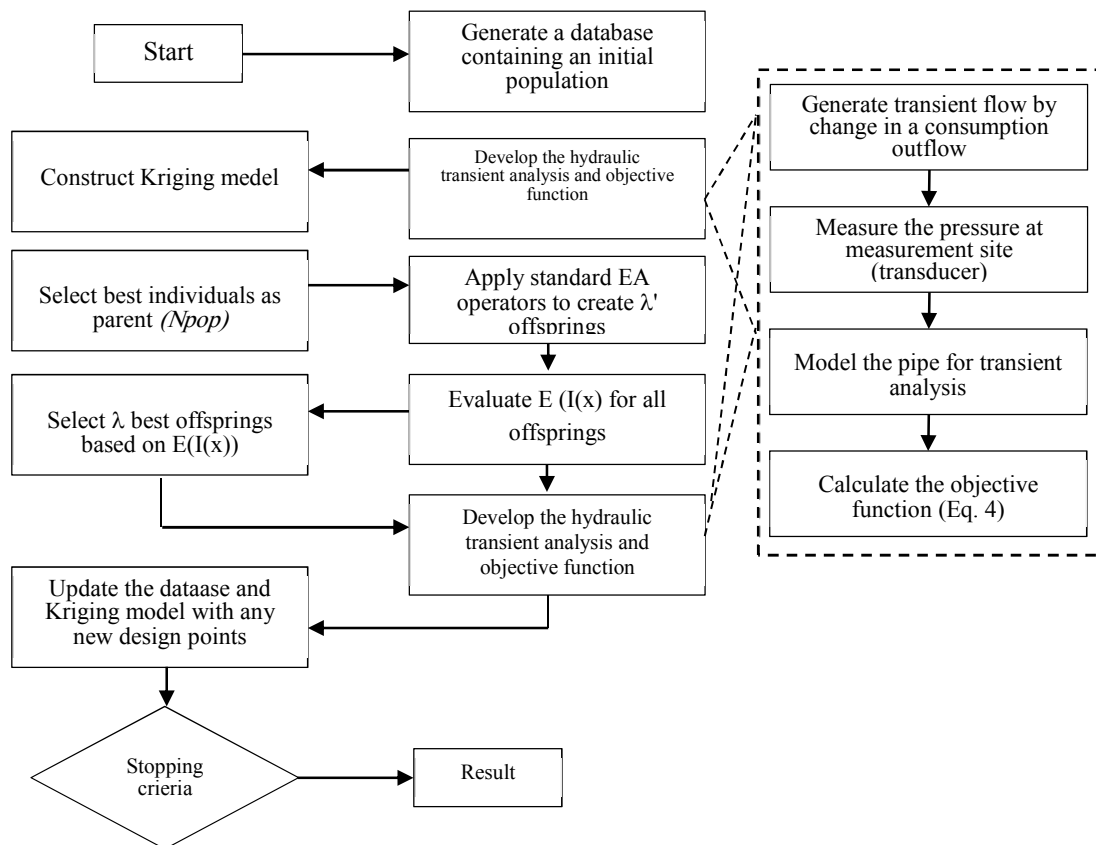 Start
Generate a database
containing an initial
population
Develop the hydraulic
transient analysis and objective
function
Construct Kriging medel
Select best individuals as
parent (Npop)
Apply standard EA
operators to create λ'
offsprings
Evaluate E (I(x) for all
offsprings
Select λ best offsprings
based on E(I(x))
Develop the hydraulic
transient analysis and
objective function
Update the dataase and
Kriging model with any
new design points
Stopping
crieria
Result
Generate transient flow by
change in a consumption
outflow
Measure the pressure at
measurement site
(transducer)
Model the pipe for transient
analysis
Calculate the objective
function (Eq. 4)